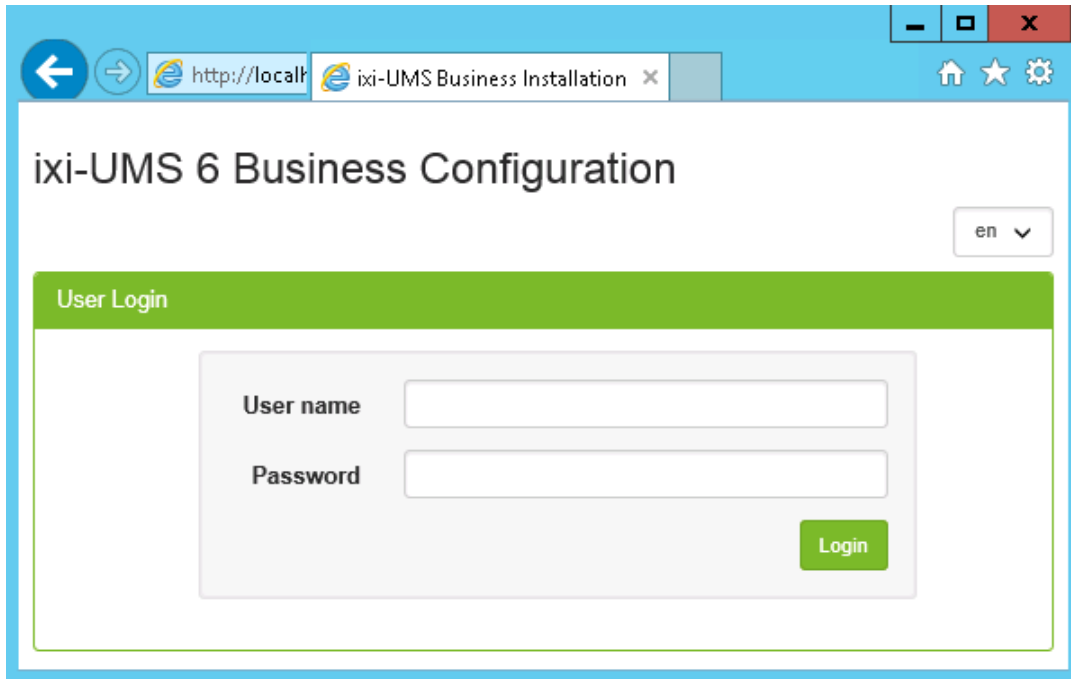 http://localh
ixi-UMS Business Installation
ixi-UMS 6 Business Configuration
en
User Login
User name
Password
Login